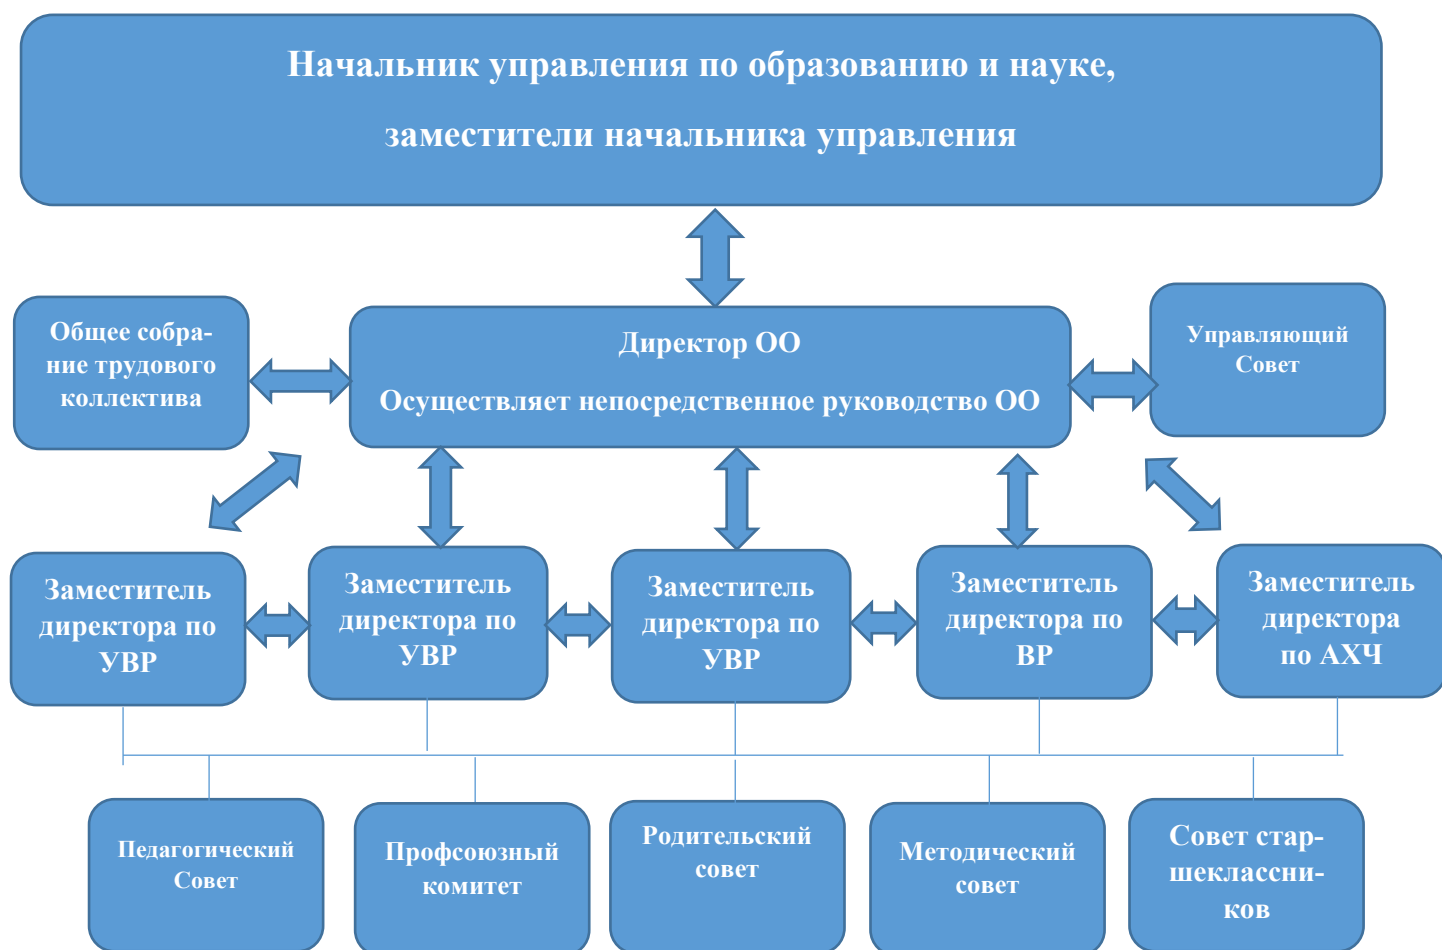 Начальник управления по образованию и науке,
заместители начальника управления
Общее собра-
ние трудового
коллектива
Директор ОО
Осуществляет непосредственное руководство ОО
Управляющий
Совет
Заместитель
директора по
УВР
Заместитель
директора по
УВР
Заместитель
директора по
УВР
Заместитель
директора по
ВР
Заместитель
директора
по АХЧ
Педагогический
Совет
Профсоюзный
комитет
Родительский
совет
Методический
совет
Совет стар-
шеклассни-
ков